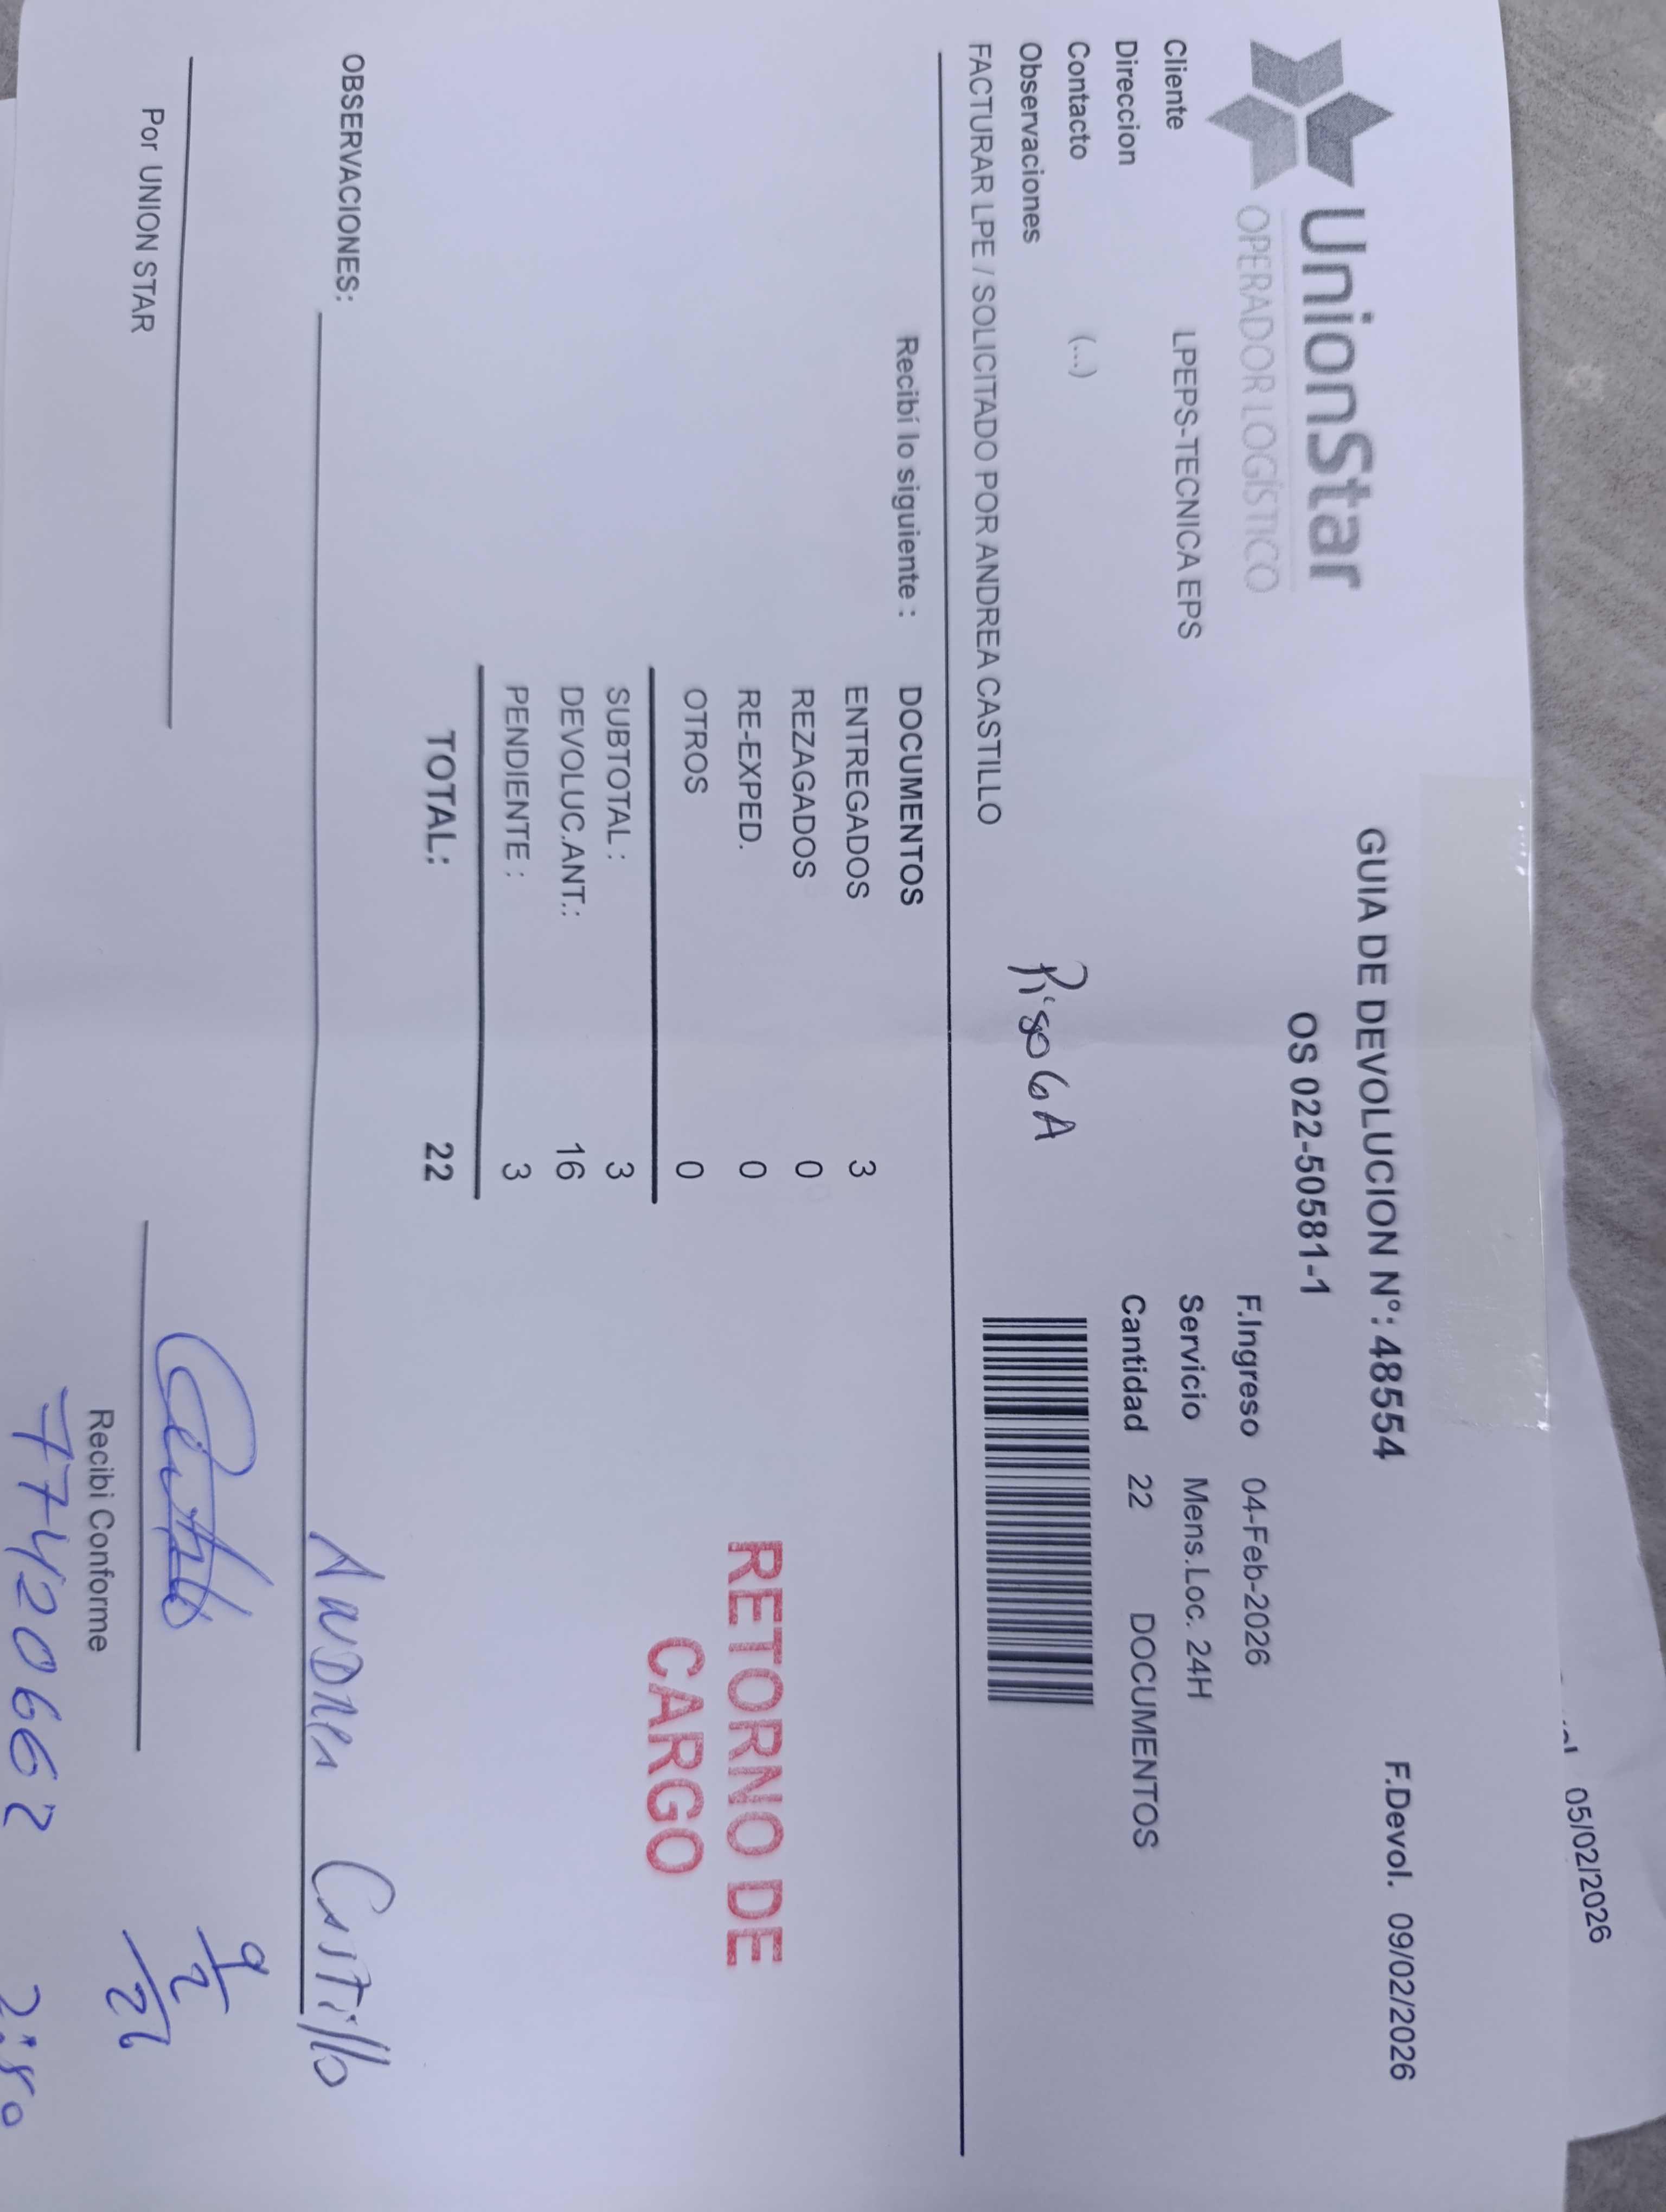 05/02/2026
UnionStar
OPERADOR LOGÍSTICO
GUIA DE DEVOLUCION N°: 48554
F.Devol. 09/02/2026
OS 022-50581-1
F.Ingreso 04-Feb-2026
Cliente LPEPS-TECNICA EPS
Servicio Mens.Loc. 24H
Direccion
Cantidad 22 DOCUMENTOS
Contacto (...)
Observaciones
Piso 6A
FACTURAR LPE / SOLICITADO POR ANDREA CASTILLO
Recibí lo siguiente : DOCUMENTOS
ENTREGADOS 3
REZAGADOS 0
RE-EXPED. 0
OTROS 0
RETORNO DE
CARGO
SUBTOTAL : 3
DEVOLUC.ANT.: 16
PENDIENTE : 3
TOTAL: 22
OBSERVACIONES: ANDREA Castillo
9/2/26
Por UNION STAR
Recibi Conforme
77420662